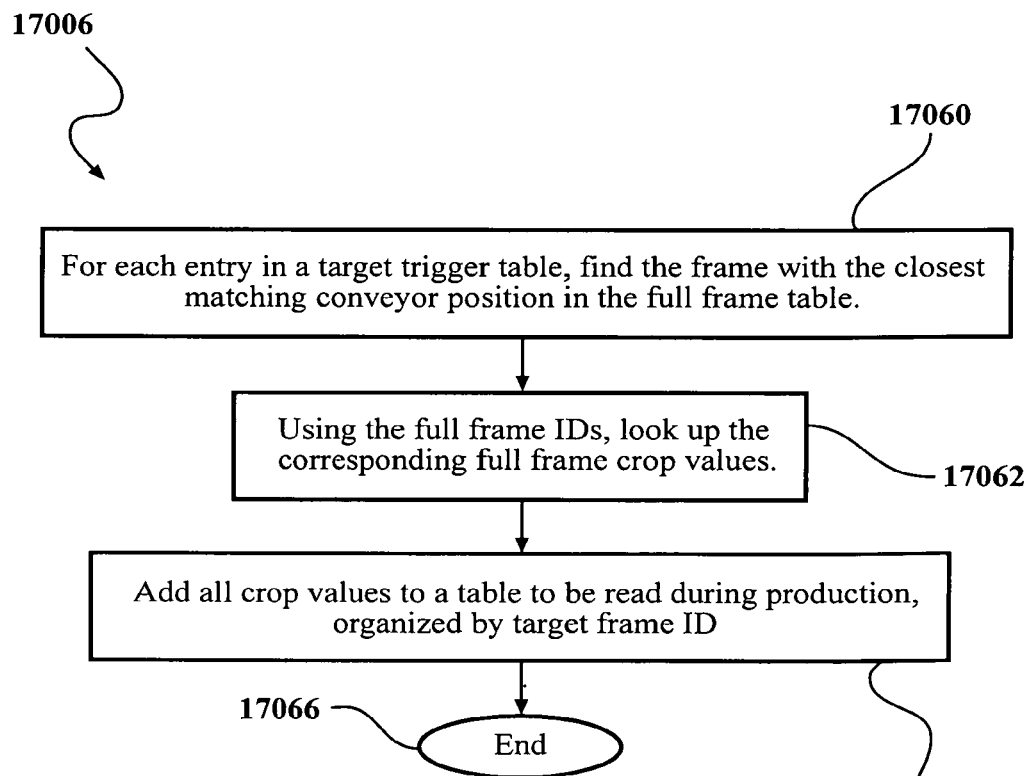 17006
17060
For each entry in a target trigger table, find the frame with the closest
matching conveyor position in the full frame table.
Using the full frame IDs, look up the
corresponding full frame crop values.
17062
Add all crop values to a table to be read during production,
organized by target frame ID
17066
End